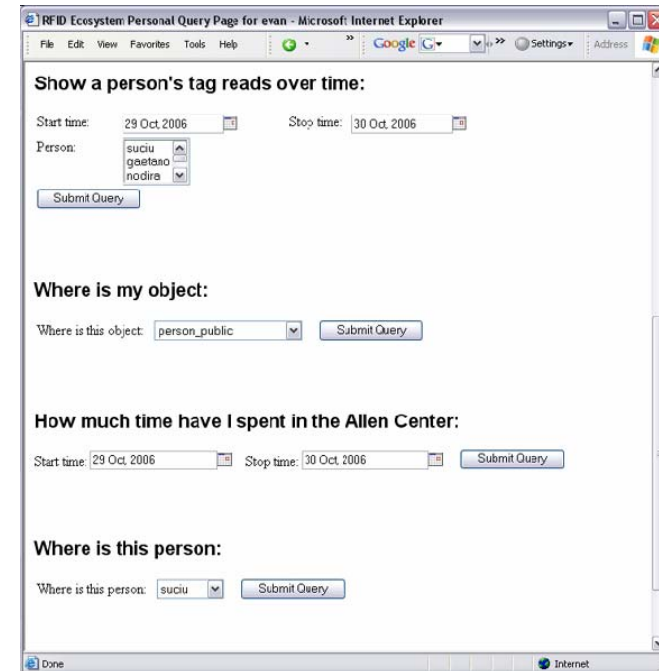 RFID Ecosystem Personal Query Page for evan - Microsoft Internet Explorer
File Edit View Favorites Tools Help » Google G » Settings Address
Show a person's tag reads over time:
Start time: 29 Oct, 2006 Stop time: 30 Oct, 2006
Person: suciu
gaetano
nodira
Submit Query
Where is my object:
Where is this object: person_public Submit Query
How much time have I spent in the Allen Center:
Start time: 29 Oct, 2006 Stop time: 30 Oct, 2006 Submit Query
Where is this person:
Where is this person: suciu Submit Query
Done Internet